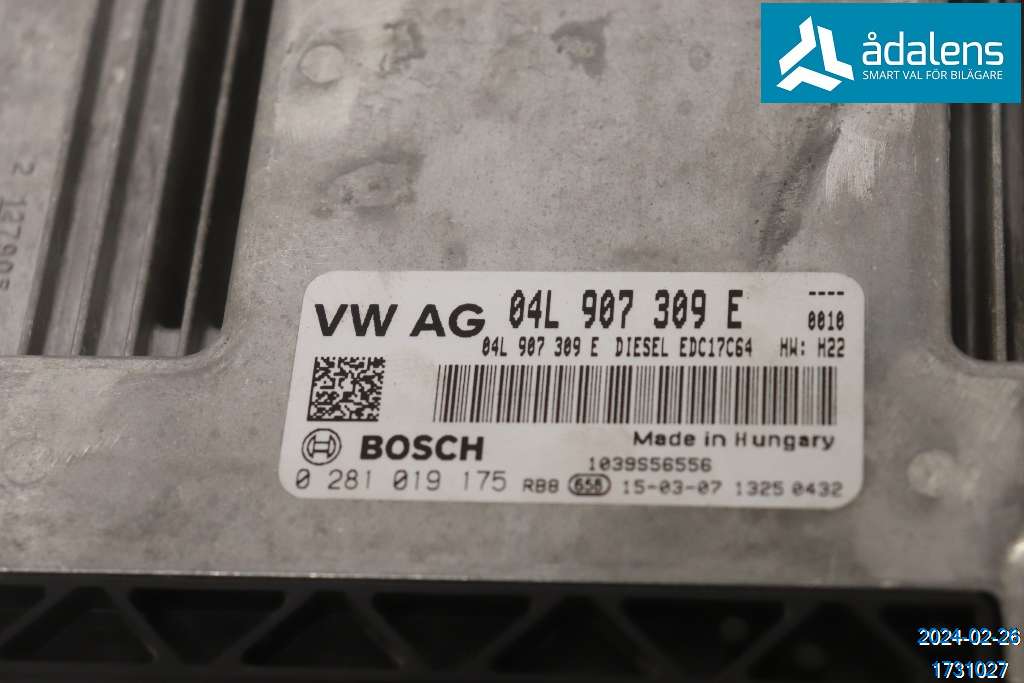 ådalens
SMART VAL FÖR BILÄGARE
VW AG 04L 907 309 E ----
0010
04L 907 309 E DIESEL EDC17C64 HW: H22
BOSCH Made in Hungary
1039S56556
0 281 019 175 RB8 658 15-03-07 1325 0432
2024-02-26
1731027